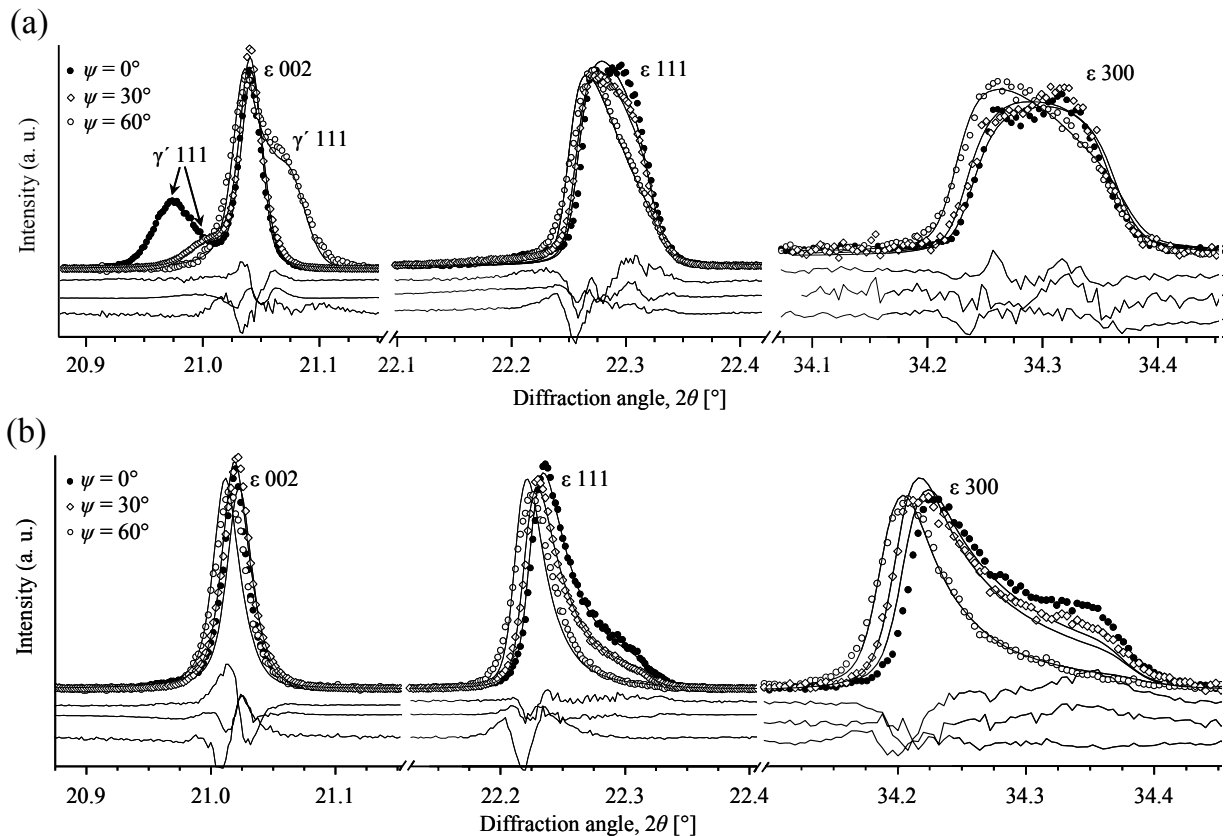 (a)
ψ = 0°
ψ = 30°
ψ = 60°
ε 002
γ´ 111
γ´ 111
ε 111
ε 300
Intensity (a. u.)
20.9 21.0 21.1 22.1 22.2 22.3 22.4 34.1 34.2 34.3 34.4
Diffraction angle, 2θ [°]
(b)
ψ = 0°
ψ = 30°
ψ = 60°
ε 002
ε 111
ε 300
Intensity (a. u.)
20.9 21.0 21.1 22.2 22.3 22.4 34.2 34.3 34.4
Diffraction angle, 2θ [°]